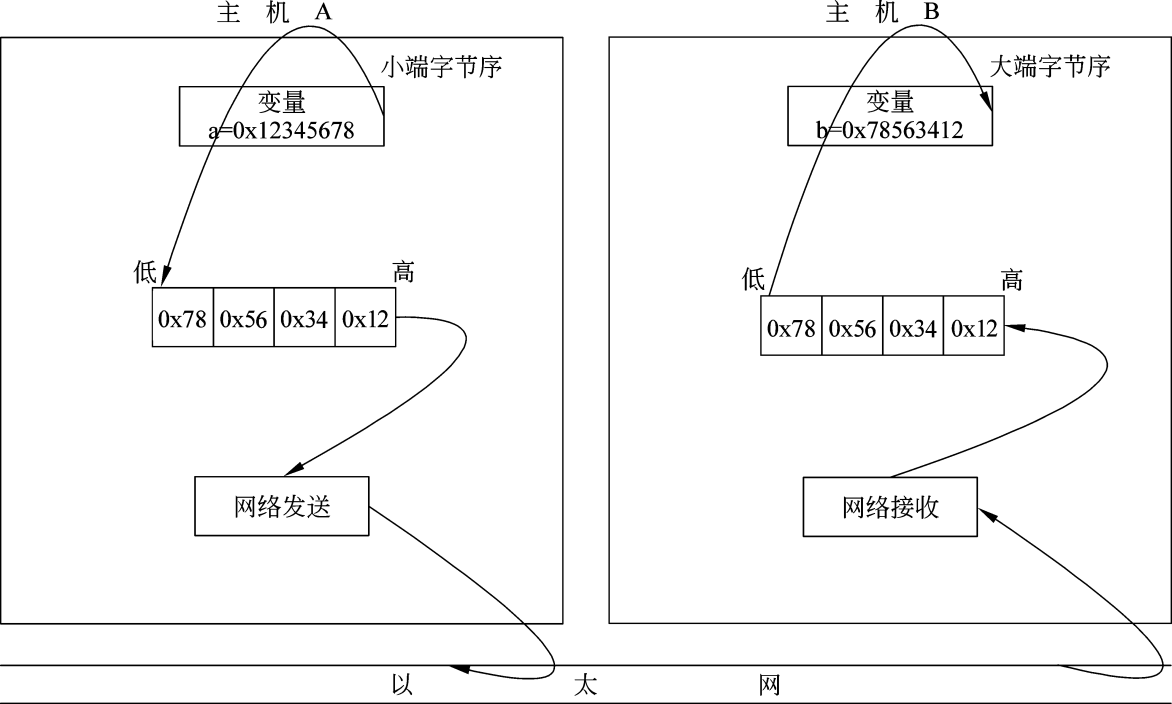 主 机 A
小端字节序
变量
a=0x12345678
低 高
0x78 0x56 0x34 0x12
网络发送
主 机 B
大端字节序
变量
b=0x78563412
低 高
0x78 0x56 0x34 0x12
网络接收
以 太 网